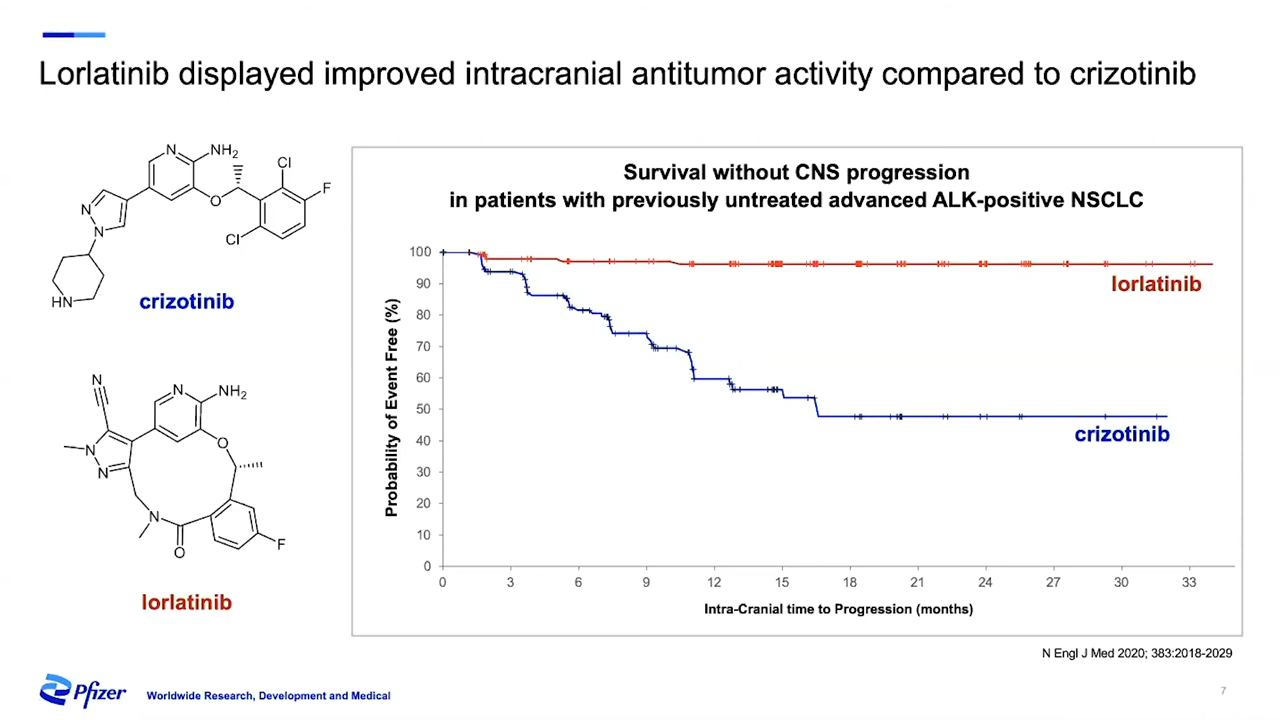 Lorlatinib displayed improved intracranial antitumor activity compared to crizotinib
N
NH2
Cl
F
O
N
N
Cl
HN
crizotinib
N
N
NH2
O
N
N
N
O
F
lorlatinib
Survival without CNS progression
in patients with previously untreated advanced ALK-positive NSCLC
Probability of Event Free (%)
100
90
80
70
60
50
40
30
20
10
0
lorlatinib
crizotinib
0 3 6 9 12 15 18 21 24 27 30 33
Intra-Cranial time to Progression (months)
N Engl J Med 2020; 383:2018-2029
Pfizer
Worldwide Research, Development and Medical
7